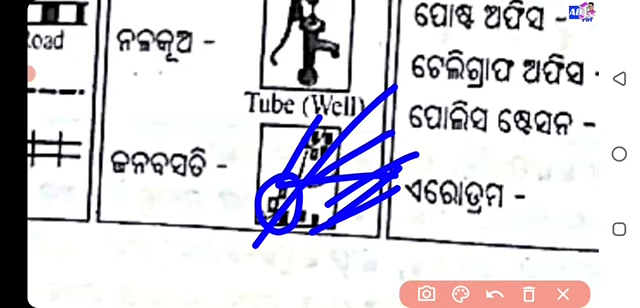 Road
ନଳକୂଅ -
Tube (Well)
ଜନବସତି -
ପୋଷ୍ଟ ଅଫିସ -
ଟେଲିଗ୍ରାଫ ଅଫିସ -
ପୋଲିସ ଷ୍ଟେସନ -
ଏରୋଡ୍ରମ -